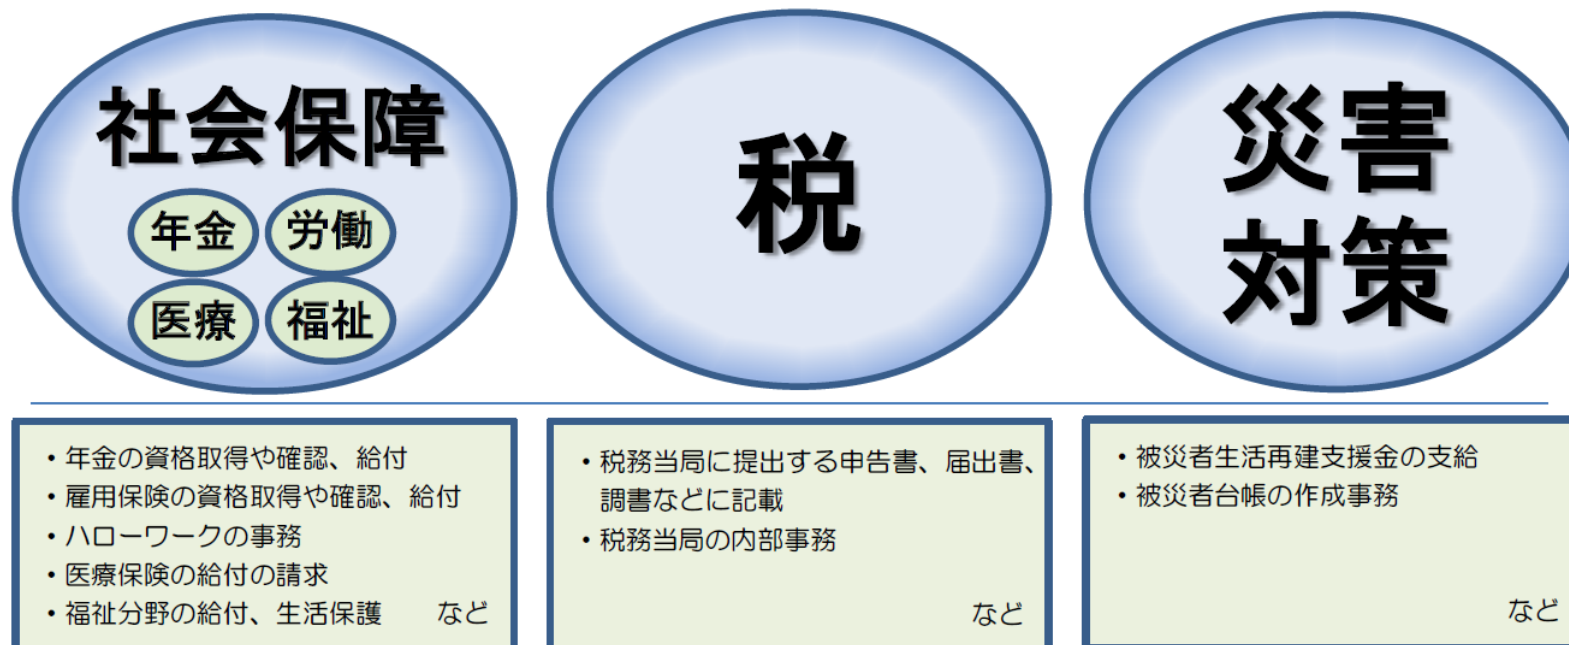 社会保障
年金 労働
医療 福祉
税
災害
対策
・年金の資格取得や確認、給付
・雇用保険の資格取得や確認、給付
・ハローワークの事務
・医療保険の給付の請求
・福祉分野の給付、生活保護 など
・税務当局に提出する申告書、届出書、
調書などに記載
・税務当局の内部事務
など
・被災者生活再建支援金の支給
・被災者台帳の作成事務
など